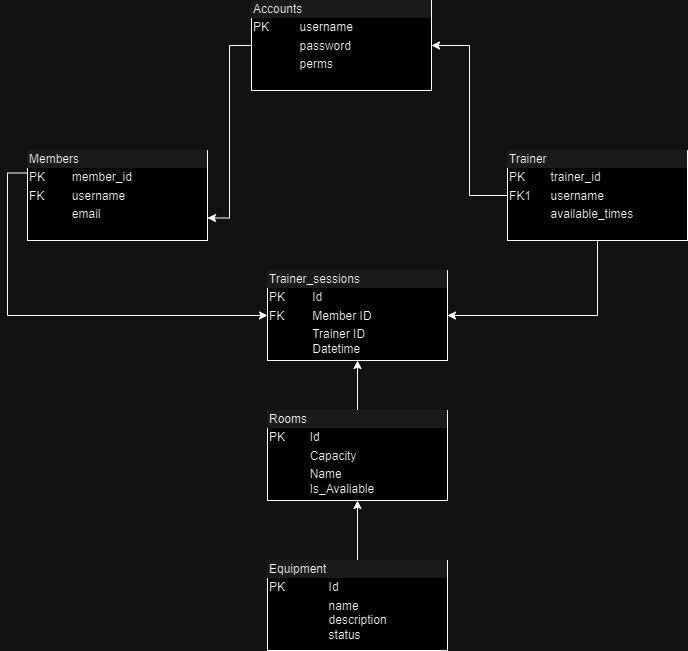 Accounts
PK username
password
perms
Members
PK member_id
FK username
email
Trainer
PK trainer_id
FK1 username
available_times
Trainer_sessions
PK Id
FK Member ID
Trainer ID
Datetime
Rooms
PK Id
Capacity
Name
Is_Avaliable
Equipment
PK Id
name
description
status